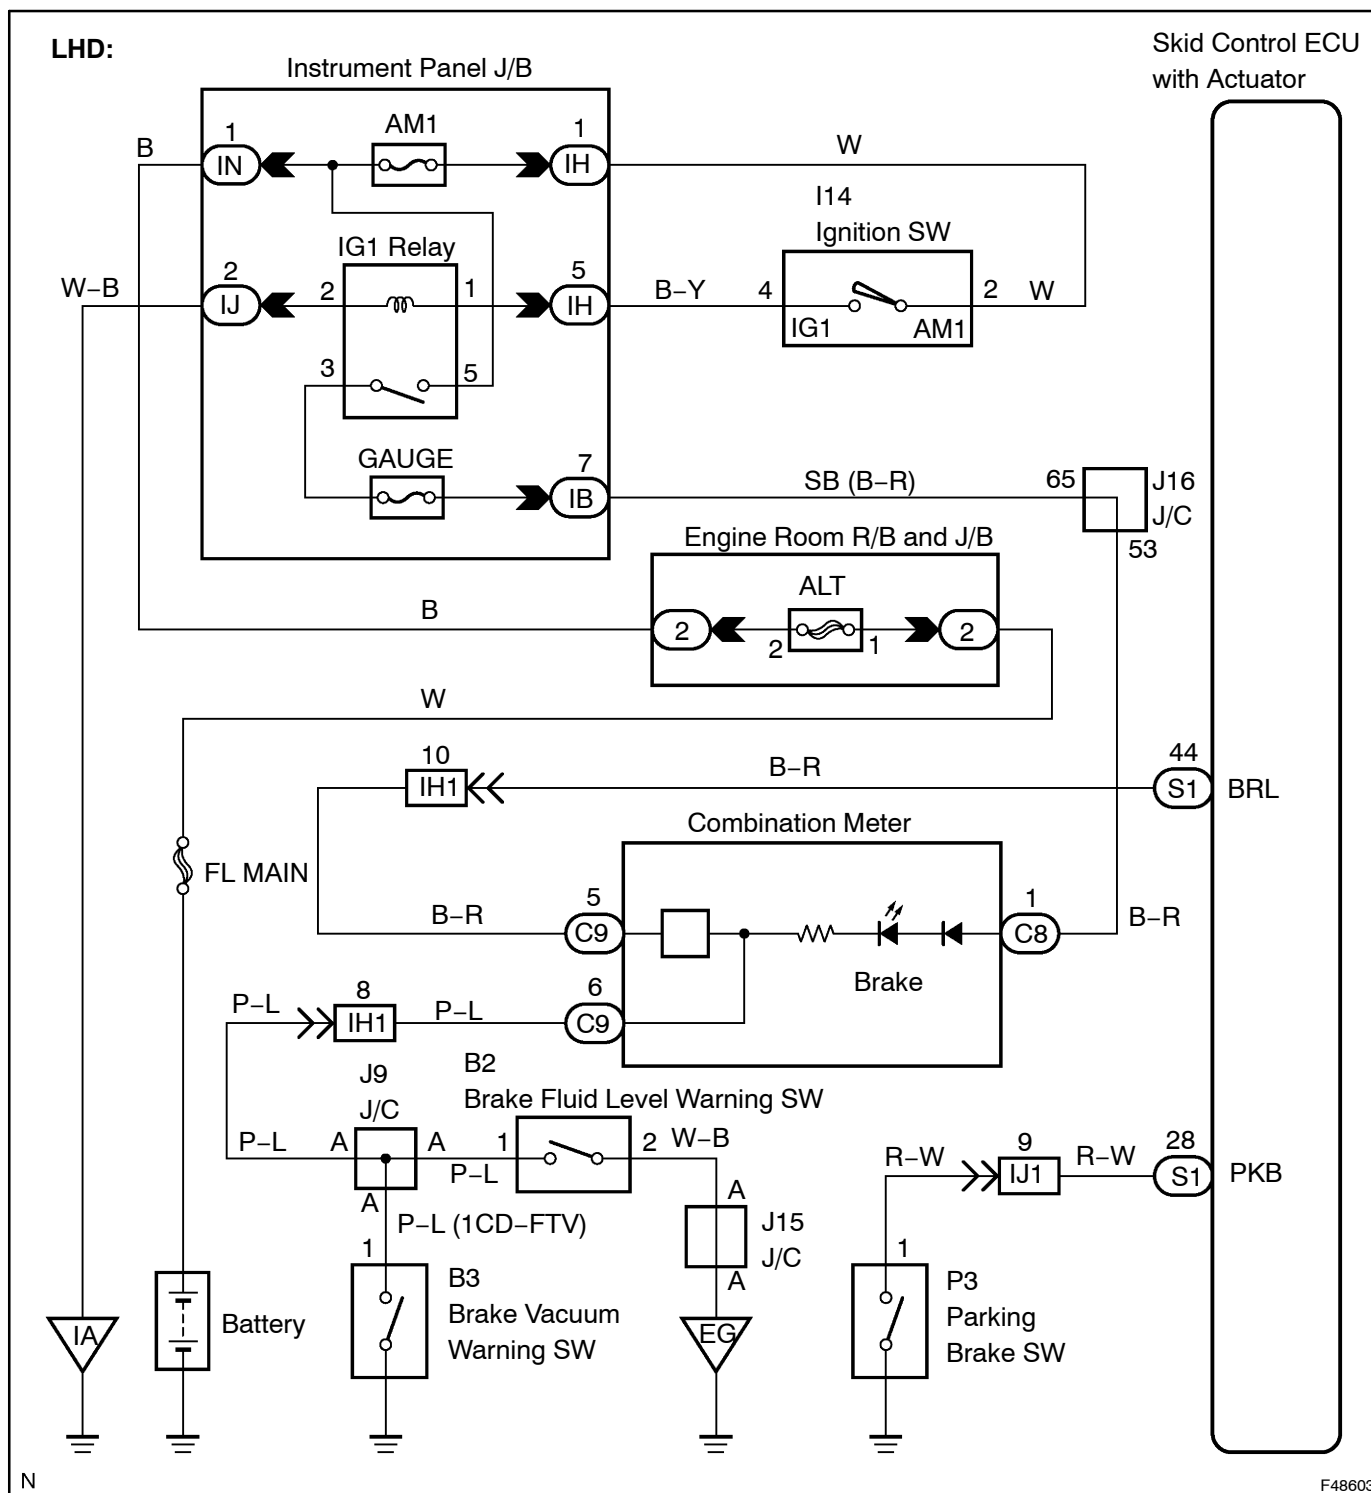 LHD:
Skid Control ECU
with Actuator
Instrument Panel J/B
B
1
IN
AM1
1
IH
W
I14
Ignition SW
IG1 Relay
W–B
2
IJ
2
1
5
IH
B–Y
4
2
W
IG1
AM1
3
5
GAUGE
7
IB
SB (B–R)
65
J16
J/C
53
Engine Room R/B and J/B
ALT
B
2
2
1
2
W
10
IH1
B–R
44
S1
BRL
Combination Meter
FL MAIN
B–R
5
C9
1
C8
B–R
Brake
P–L
8
IH1
P–L
6
C9
J9
J/C
B2
Brake Fluid Level Warning SW
P–L
A
A
P–L
1
2
W–B
A
P–L (1CD–FTV)
A
J15
J/C
A
R–W
9
IJ1
R–W
28
S1
PKB
1
B3
Brake Vacuum
Warning SW
1
P3
Parking
Brake SW
IA
Battery
EG
N
F48603